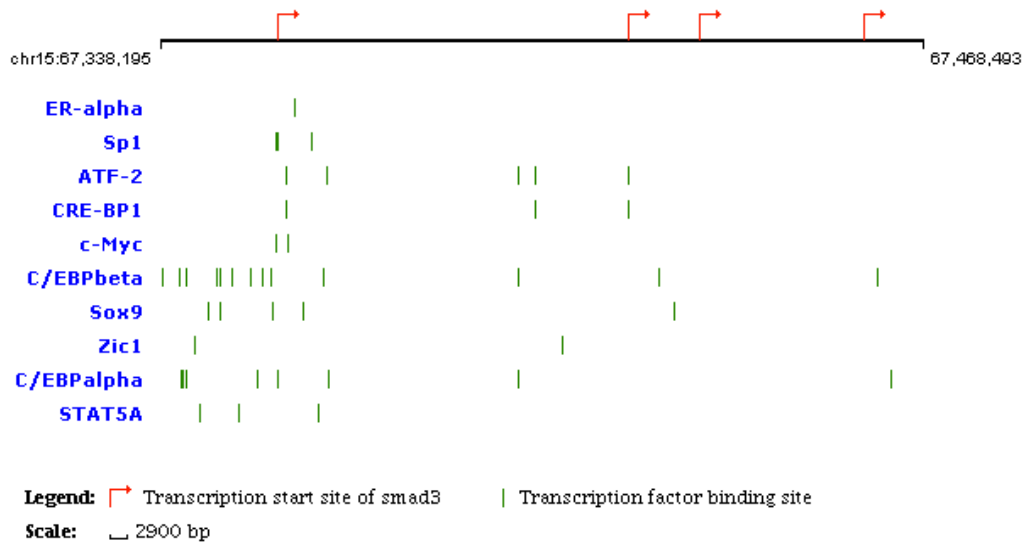 chr15:67,338,195
67,468,493
ER-alpha
Sp1
ATF-2
CRE-BP1
c-Myc
C/EBPbeta
Sox9
Zic1
C/EBPalpha
STAT5A
Legend: Transcription start site of smad3 Transcription factor binding site
Scale: 2900 bp